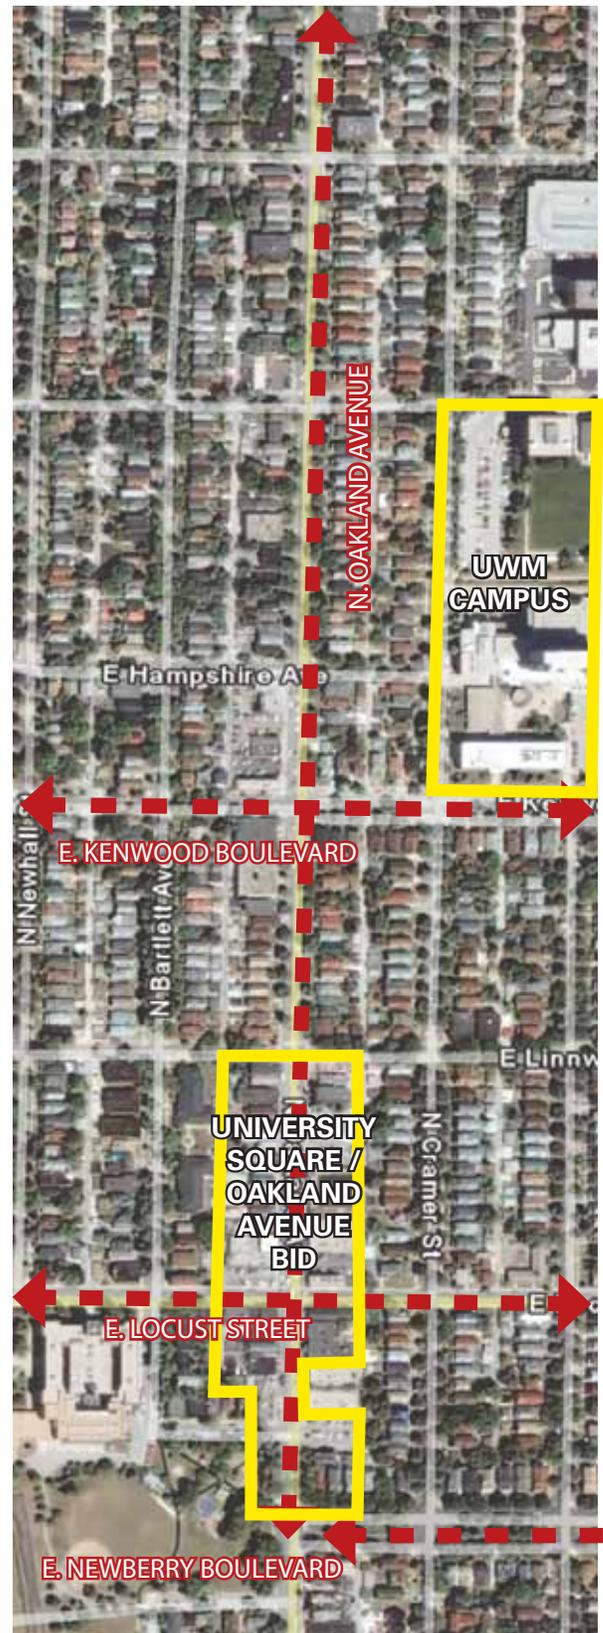 N. OAKLAND AVENUE
UWM
CAMPUS
E Hampshire Ave
E. KENWOOD BOULEVARD
N Bartlett Ave
E Linnw
UNIVERSITY
SQUARE /
OAKLAND
AVENUE
BID
N Cramer St
E. LOCUST STREET
E. NEWBERRY BOULEVARD